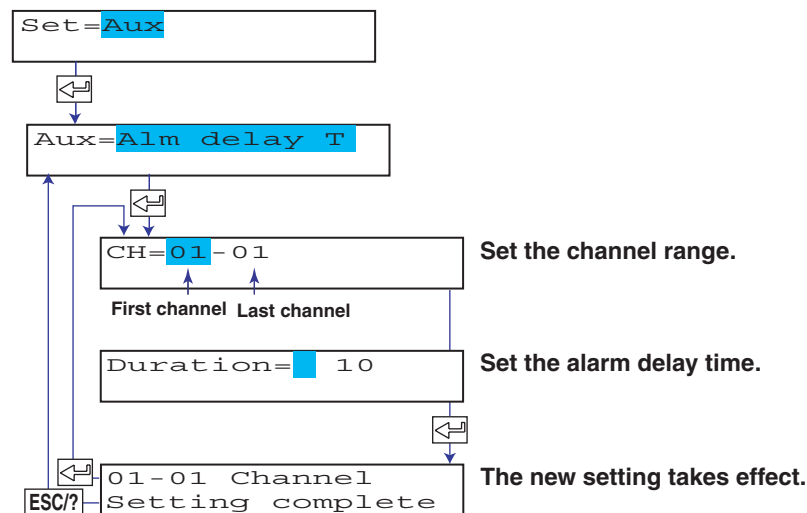 Set=Aux
Aux=Alm delay T
CH=01-01
Set the channel range.
First channel
Last channel
Duration=  10
Set the alarm delay time.
01-01 Channel
Setting complete
The new setting takes effect.
ESC/?